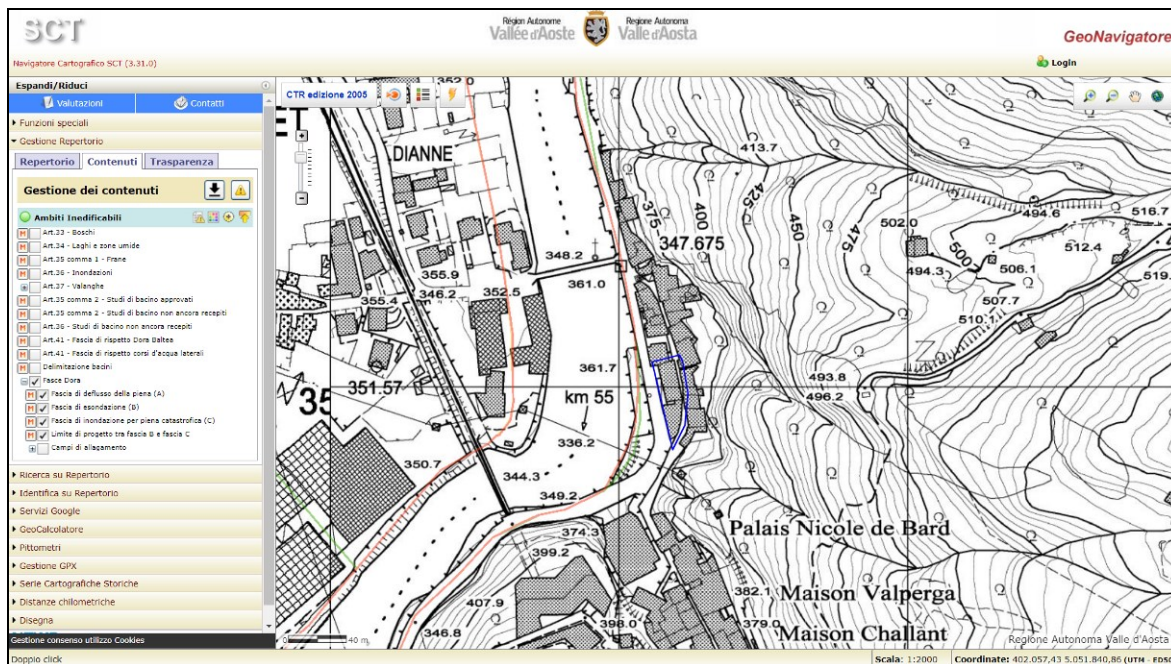 SCT
Région Autonome
Vallée d'Aoste
Regione Autonoma
Valle d'Aosta
GeoNavigatore
Navigatore Cartografico SCT (3.31.0)
Login
Espandi/Riduci
Valutazioni
Contatti
Funzioni speciali
Gestione Repertorio
Repertorio
Contenuti
Trasparenza
Gestione dei contenuti
Ambiti Inedificabili
Art.33 - Boschi
Art.34 - Laghi e zone umide
Art.35 comma 1 - Frane
Art.36 - Inondazioni
Art.37 - Valanghe
Art.35 comma 2 - Studi di bacino approvati
Art.35 comma 2 - Studi di bacino non ancora recepiti
Art.36 - Studi di bacino non ancora recepiti
Art.41 - Fascia di rispetto Dora Baltea
Art.41 - Fascia di rispetto corsi d'acqua laterali
Delimitazione bacini
Fasce Dora
Fascia di deflusso della piena (A)
Fascia di esondazione (B)
Fascia di inondazione per piena catastrofica (C)
Limite di progetto tra fascia B e fascia C
Campi di allagamento
Ricerca su Repertorio
Identifica su Repertorio
Servizi Google
GeoCalcolatore
Pittometri
Gestione GPX
Serie Cartografiche Storiche
Distanze chilometriche
Disegna
Gestione consenso utilizzo Cookies
Doppio click
CTR edizione 2005
352.0
ET
DIANNE
413.7
375
400
425
450
475
347.675
348.2
361.0
355.9
346.2
352.5
355.4
351.57
35
361.7
km 55
336.2
350.7
344.3
349.2
374.3
399.2
407.9
346.8
398.0
382.1
379.0
502.0
494.3
500
506.1
507.7
510.1
512.4
494.6
516.7
519.
493.8
496.2
Palais Nicole de Bard
Maison Valperga
Maison Challant
0
40 m
Regione Autonoma Valle d'Aosta
Scala: 1:2000
Coordinate: 402.057,43 5.051.840,86 (UTM - ED50